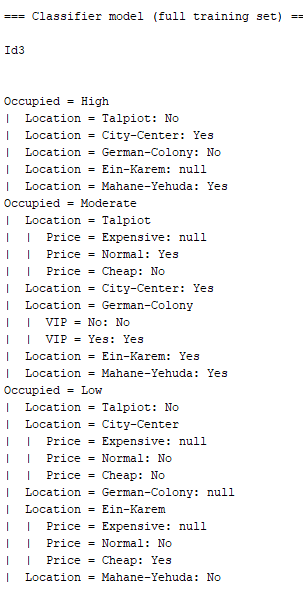 === Classifier model (full training set) ==
Id3
Occupied = High
|  Location = Talpiot: No
|  Location = City-Center: Yes
|  Location = German-Colony: No
|  Location = Ein-Karem: null
|  Location = Mahane-Yehuda: Yes
Occupied = Moderate
|  Location = Talpiot
|  |  Price = Expensive: null
|  |  Price = Normal: Yes
|  |  Price = Cheap: No
|  Location = City-Center: Yes
|  Location = German-Colony
|  |  VIP = No: No
|  |  VIP = Yes: Yes
|  Location = Ein-Karem: Yes
|  Location = Mahane-Yehuda: Yes
Occupied = Low
|  Location = Talpiot: No
|  Location = City-Center
|  |  Price = Expensive: null
|  |  Price = Normal: No
|  |  Price = Cheap: No
|  Location = German-Colony: null
|  Location = Ein-Karem
|  |  Price = Expensive: null
|  |  Price = Normal: No
|  |  Price = Cheap: Yes
|  Location = Mahane-Yehuda: No